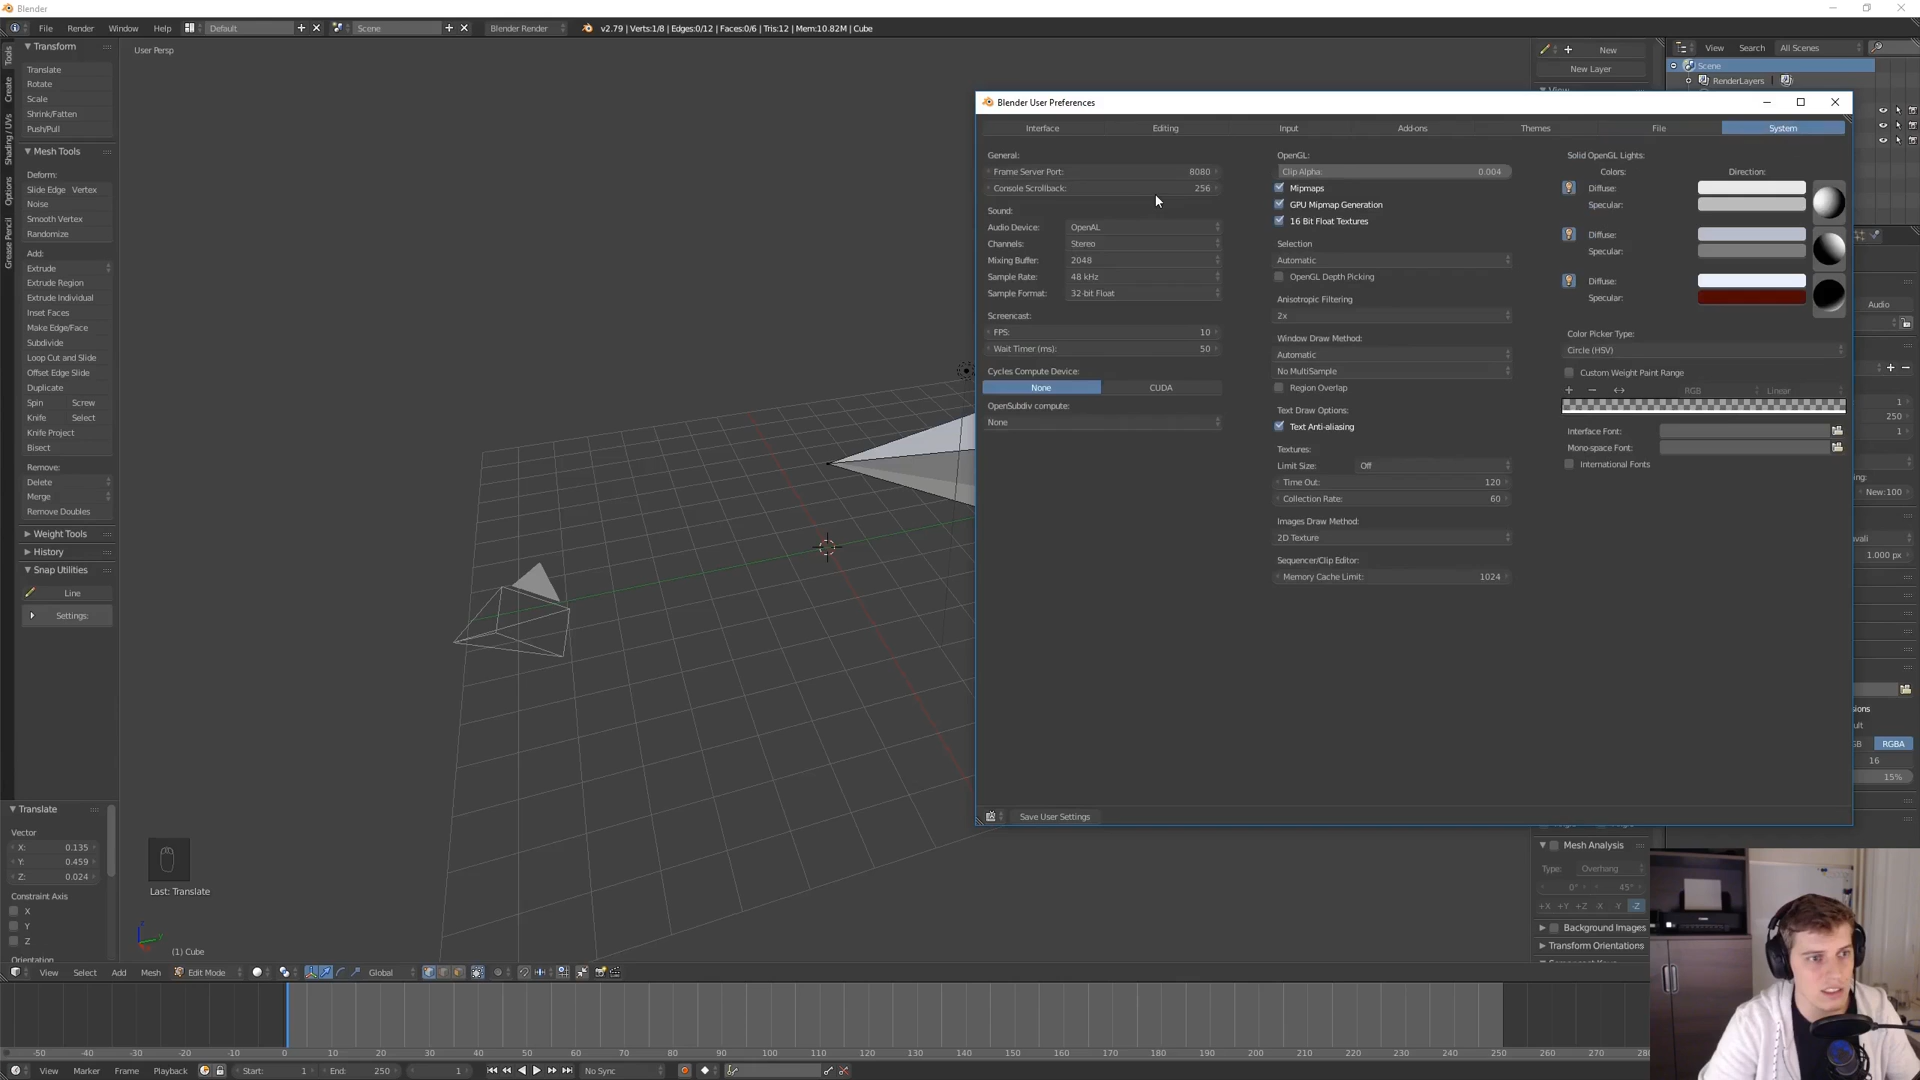 Blender
File Render Window Help Default Scene Blender Render v2.79 | Verts:1/8 | Edges:0/12 | Faces:0/6 | Tris:12 | Mem:10.82M | Cube
Tools
Create
Shading / UVs
Options
Grease Pencil
Transform
Translate
Rotate
Scale
Shrink/Fatten
Push/Pull
Mesh Tools
Deform:
Slide Edge Vertex
Noise
Smooth Vertex
Randomize
Add:
Extrude
Extrude Region
Extrude Individual
Inset Faces
Make Edge/Face
Subdivide
Loop Cut and Slide
Offset Edge Slide
Duplicate
Spin Screw
Knife Select
Knife Project
Bisect
Remove:
Delete
Merge
Remove Doubles
Weight Tools
History
Snap Utilities
Line
Settings:
Translate
Vector
X: 0.135
Y: 0.459
Z: 0.024
Constraint Axis
X
Y
Z
Orientation
User Persp
Last: Translate
(1) Cube
New
New Layer
View
View Search All Scenes
Scene
RenderLayers
Blender User Preferences
Interface Editing Input Add-ons Themes File System
General:
Frame Server Port: 8080
Console Scrollback: 256
Sound:
Audio Device: OpenAL
Channels: Stereo
Mixing Buffer: 2048
Sample Rate: 48 kHz
Sample Format: 32-bit Float
Screencast:
FPS: 10
Wait Timer (ms): 50
Cycles Compute Device:
None CUDA
OpenSubdiv compute:
None
OpenGL:
Clip Alpha: 0.004
Mipmaps
GPU Mipmap Generation
16 Bit Float Textures
Selection
Automatic
OpenGL Depth Picking
Anisotropic Filtering
2x
Window Draw Method:
Automatic
No MultiSample
Region Overlap
Text Draw Options:
Text Anti-aliasing
Textures:
Limit Size: Off
Time Out: 120
Collection Rate: 60
Images Draw Method:
2D Texture
Sequencer/Clip Editor:
Memory Cache Limit: 1024
Solid OpenGL Lights:
Colors: Direction:
Diffuse:
Specular:
Diffuse:
Specular:
Diffuse:
Specular:
Color Picker Type:
Circle (HSV)
Custom Weight Paint Range
RGB Linear
Interface Font:
Mono-space Font:
International Fonts
Save User Settings
Audio
1
250
1
New:100
1.000 px
RGBA
16
15%
Mesh Analysis
Type: Overhang
0° 45°
+X +Y +Z -X -Y -Z
Background Images
Transform Orientations
View Select Add Mesh Edit Mode Global
-50 -40 -30 -20 -10 0 10 20 30 40 50 60 70 80 90 100 110 120 130 140 150 160 170 180 190 200 210 220 230 240 250 260 270
View Marker Frame Playback Start: 1 End: 250 1 No Sync